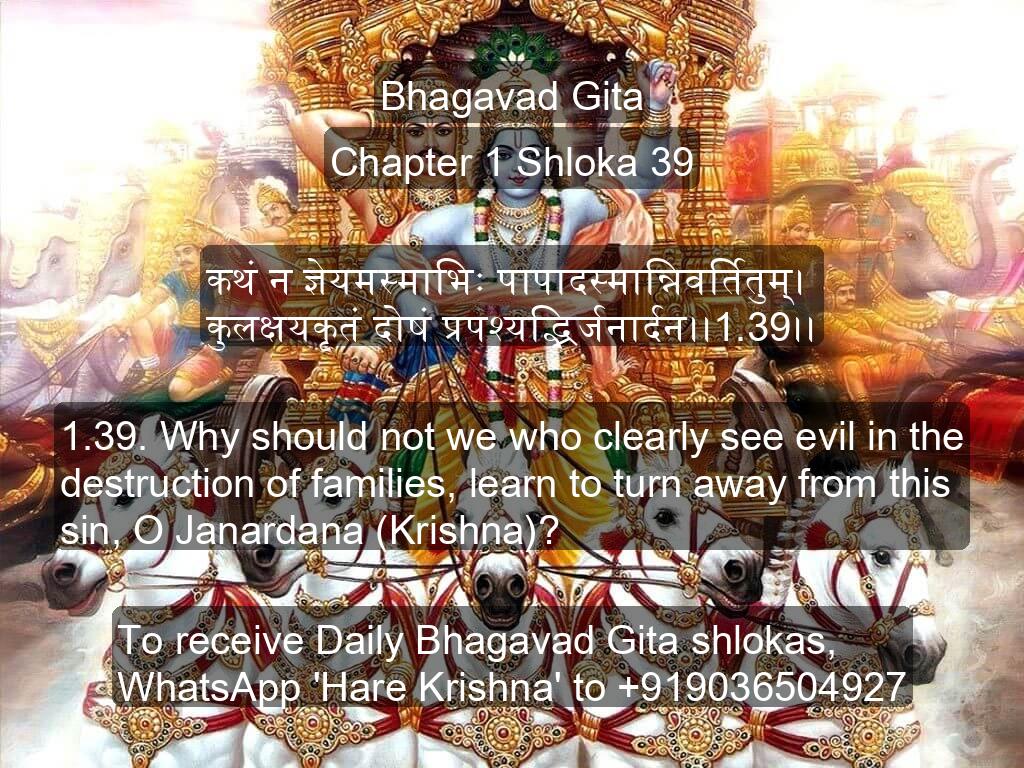 Bhagavad Gita
Chapter 1 Shloka 39
कथं न ज्ञेयमस्माभिः पापादस्मान्निवर्तितुम्।
कुलक्षयकृतं दोषं प्रपश्यद्भिर्जनार्दन।।1.39।।
1.39. Why should not we who clearly see evil in the
destruction of families, learn to turn away from this
sin, O Janardana (Krishna)?
To receive Daily Bhagavad Gita shlokas,
WhatsApp 'Hare Krishna' to +919036504927